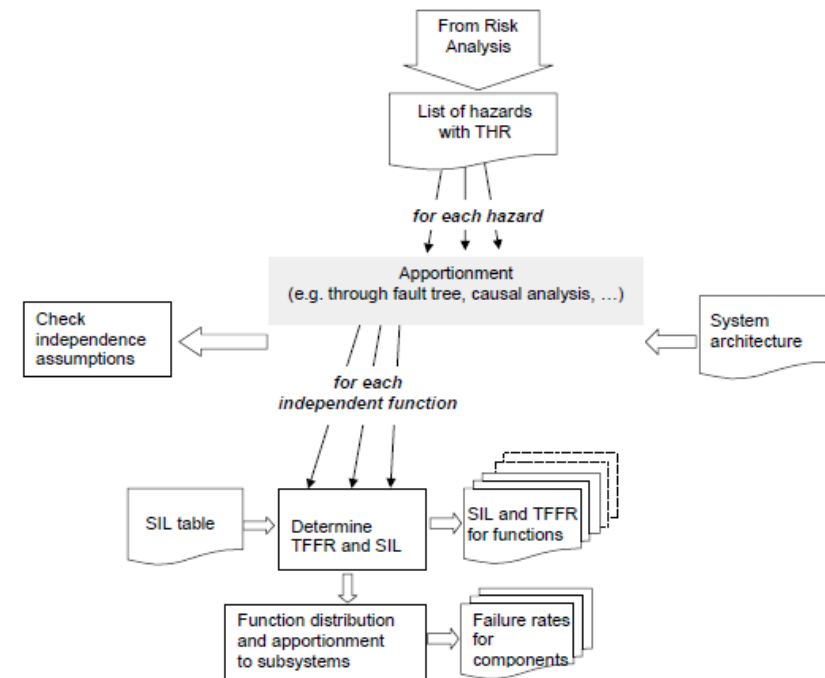 From Risk
Analysis
List of hazards
with THR
for each hazard
Apportionment
(e.g. through fault tree, causal analysis, …)
Check
independence
assumptions
System
architecture
for each
independent function
SIL table
Determine
TFFR and SIL
SIL and TFFR
for functions
Function distribution
and apportionment
to subsystems
Failure rates
for
components